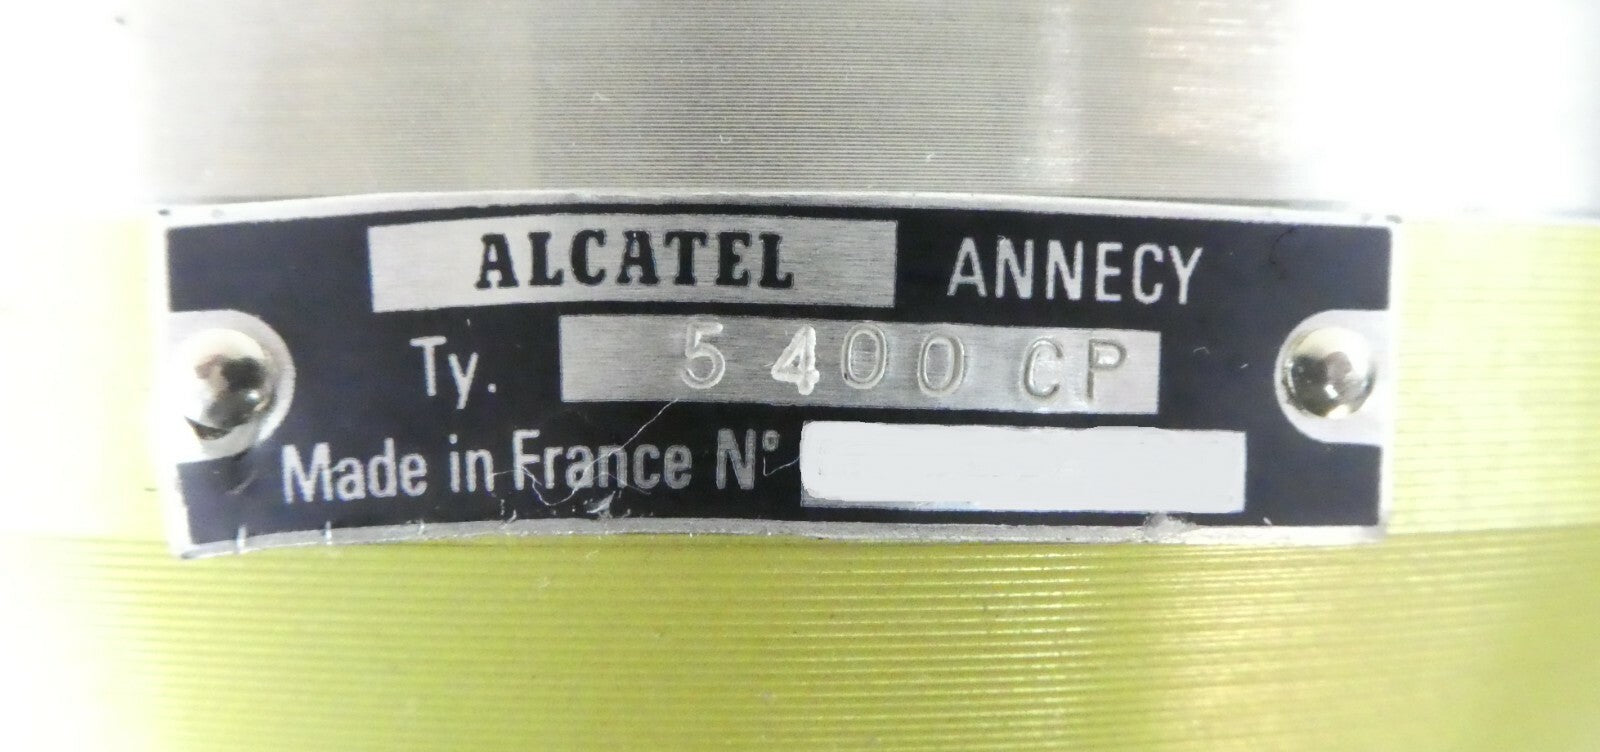 ALCATEL ANNECY
Ty. 5400 CP
Made in France N°